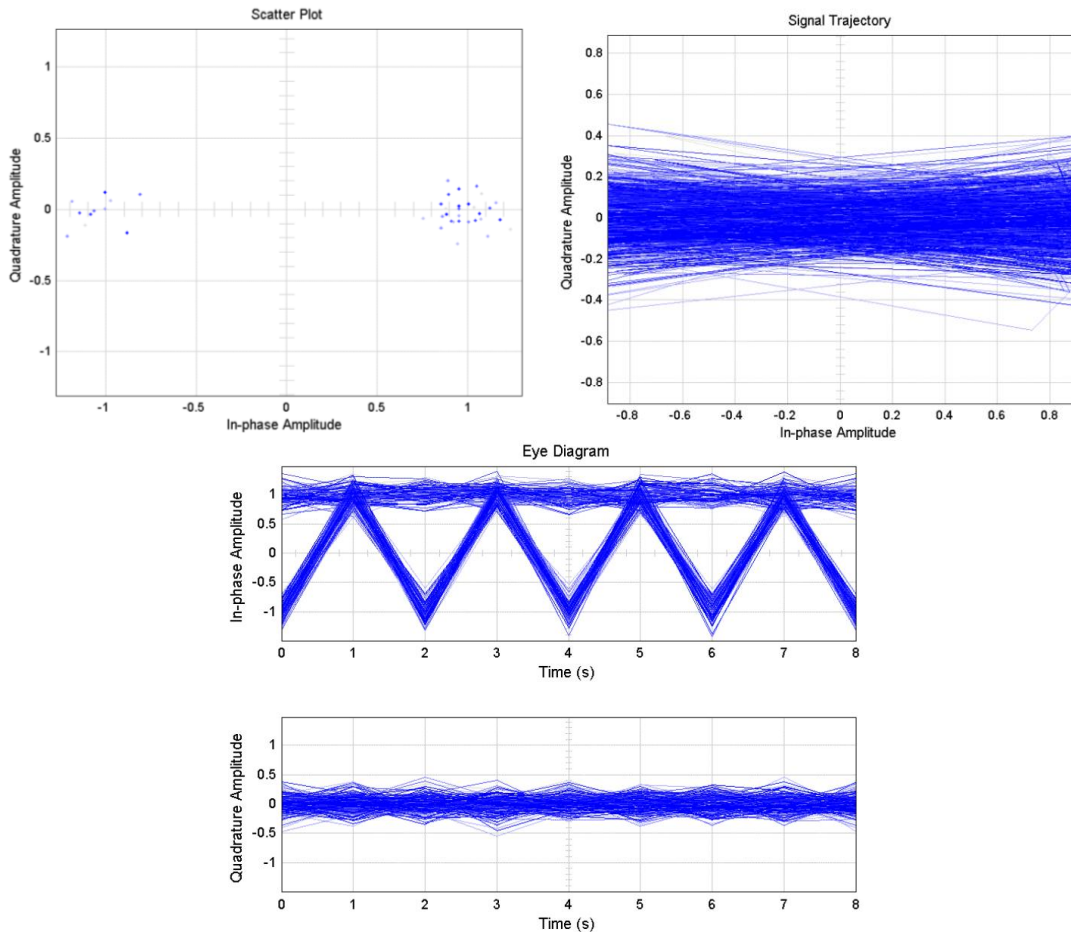 Scatter Plot
1
0.5
0
-0.5
-1
Quadrature Amplitude
-1
-0.5
0
0.5
1
In-phase Amplitude
Signal Trajectory
0.8
0.6
0.4
0.2
0
-0.2
-0.4
-0.6
-0.8
Quadrature Amplitude
-0.8 -0.6 -0.4 -0.2 0 0.2 0.4 0.6 0.8
In-phase Amplitude
Eye Diagram
1
0.5
0
-0.5
-1
In-phase Amplitude
0 1 2 3 4 5 6 7 8
Time (s)
1
0.5
0
-0.5
-1
Quadrature Amplitude
0 1 2 3 4 5 6 7 8
Time (s)